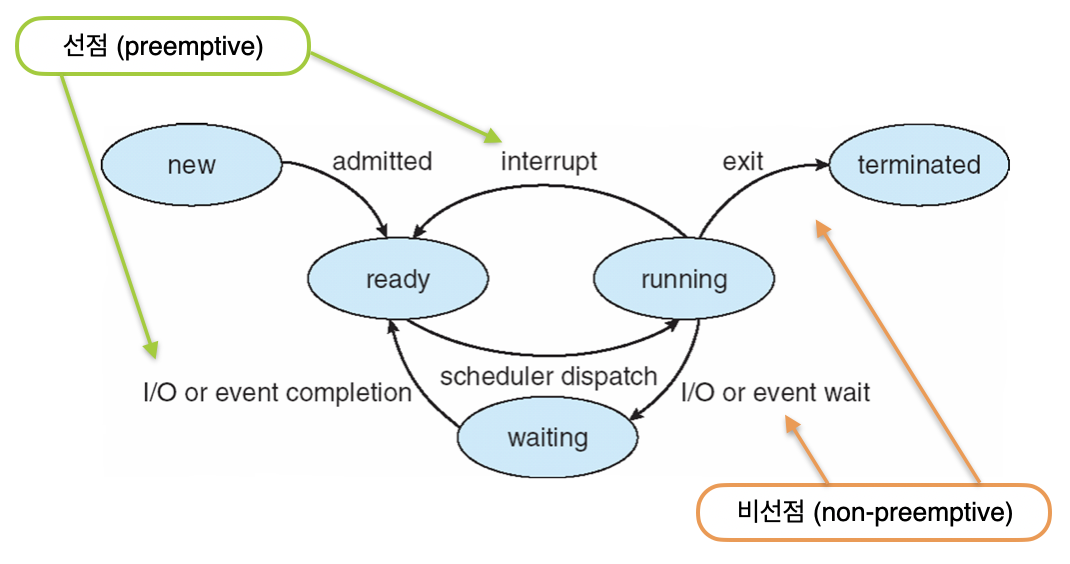 선점 (preemptive)
new
admitted
interrupt
exit
terminated
ready
running
scheduler dispatch
I/O or event completion
I/O or event wait
waiting
비선점 (non-preemptive)